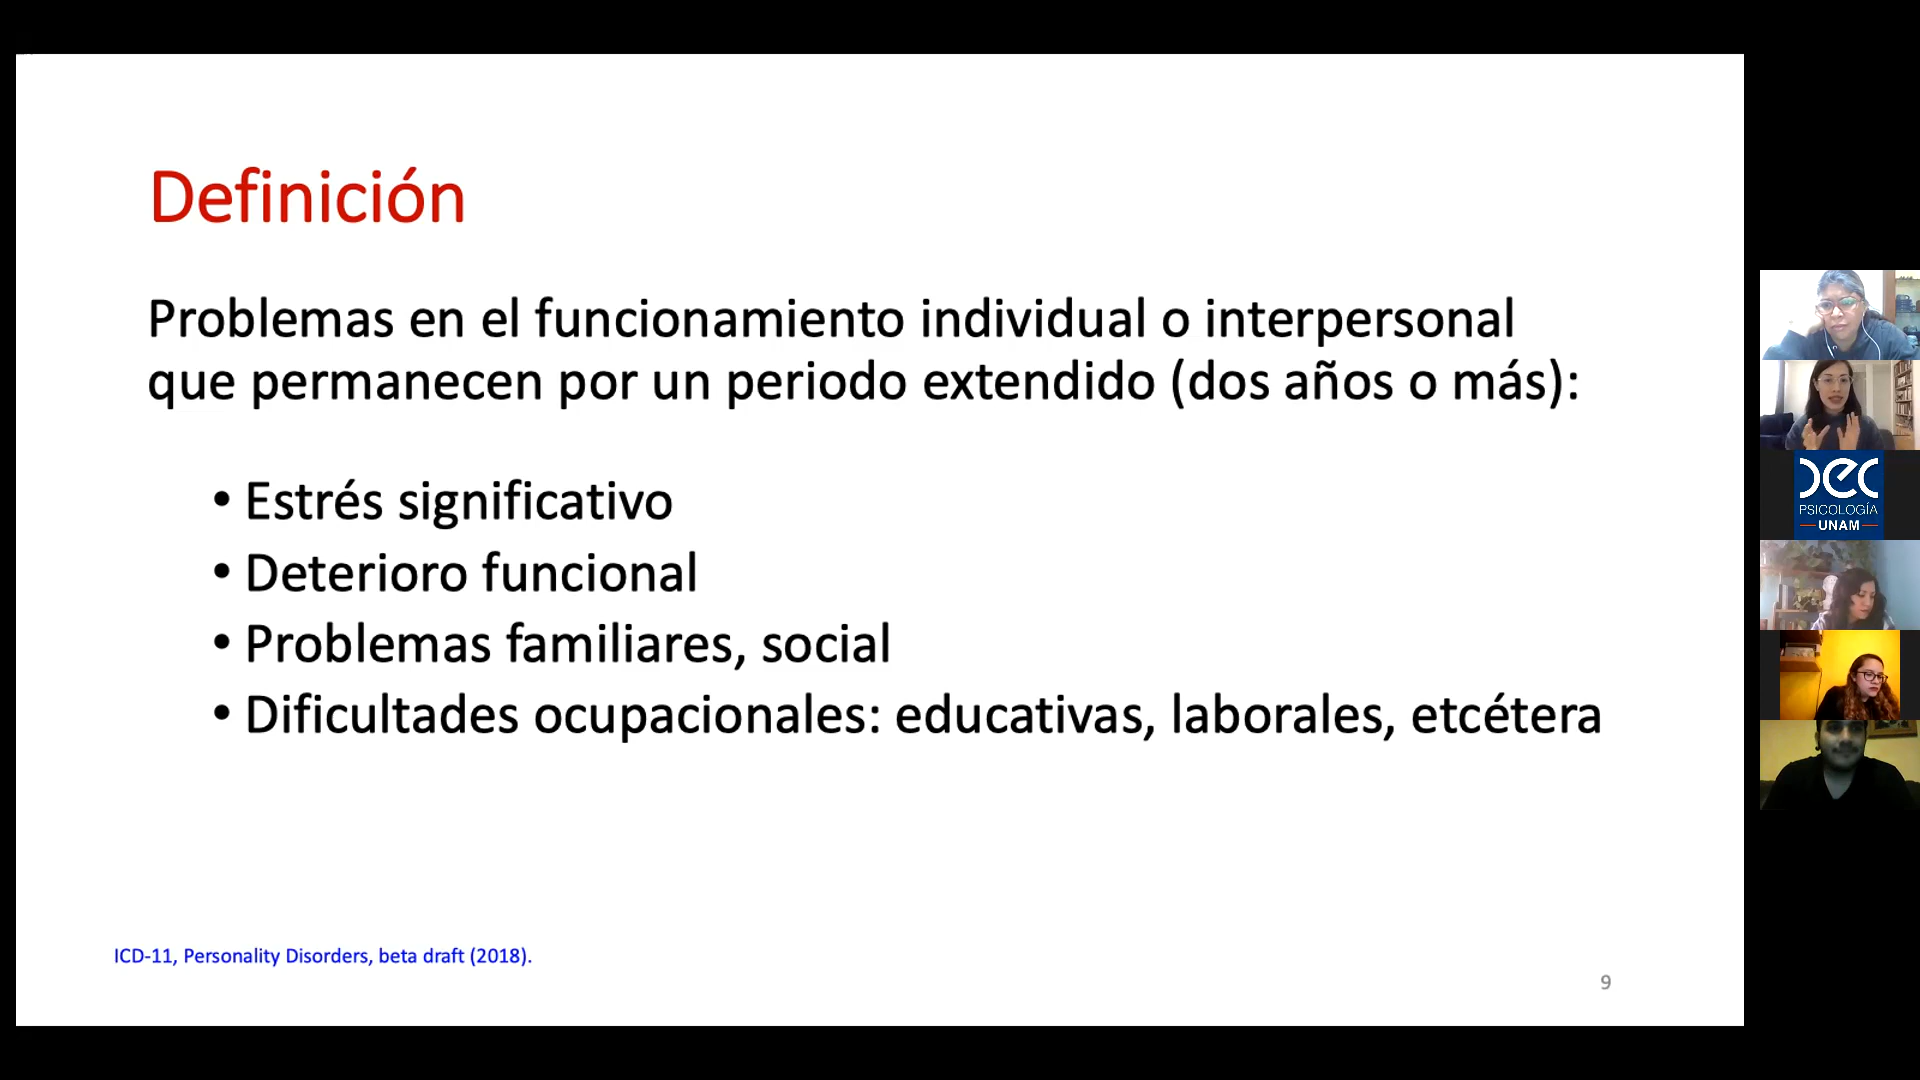 Definición
Problemas en el funcionamiento individual o interpersonal
que permanecen por un periodo extendido (dos años o más):
• Estrés significativo
• Deterioro funcional
• Problemas familiares, social
• Dificultades ocupacionales: educativas, laborales, etcétera
ICD-11, Personality Disorders, beta draft (2018).
9
DEC
PSICOLOGÍA
UNAM